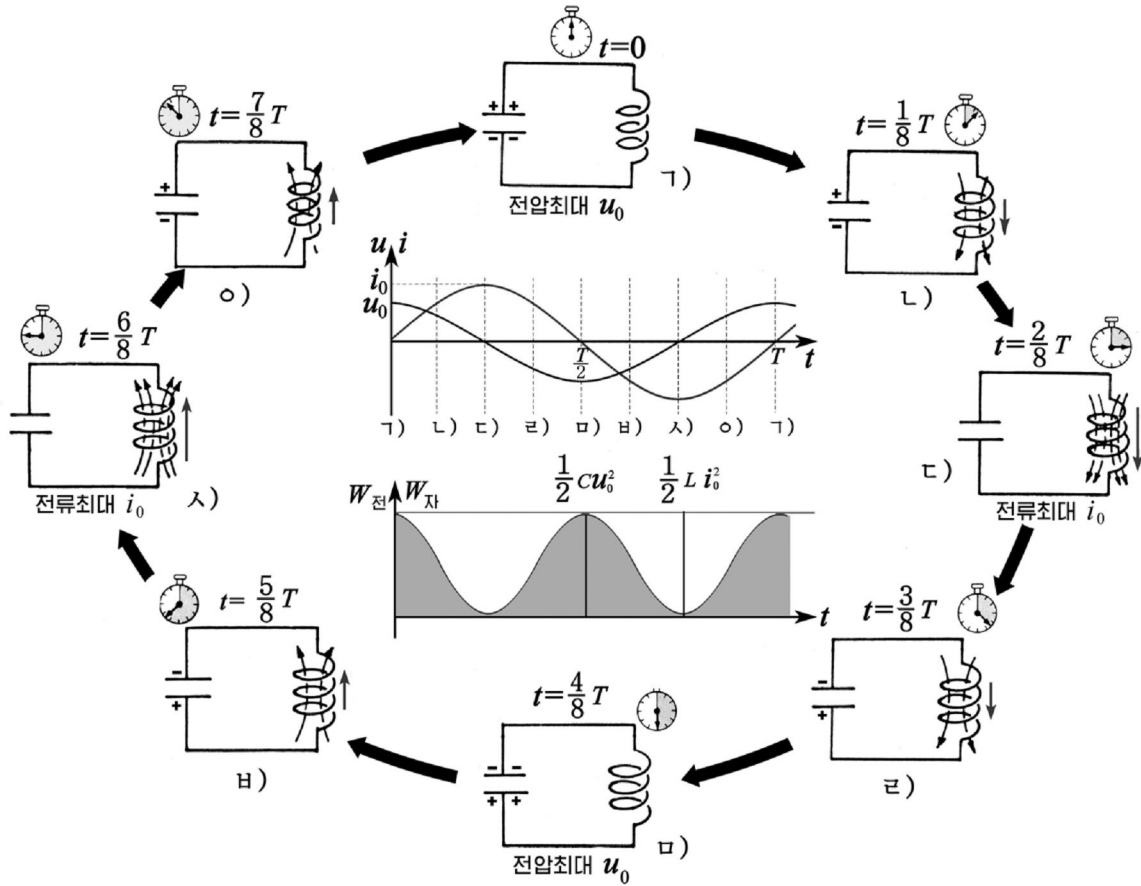 t=0
전압최대 u₀
ㄱ)
t=1/8 T
ㄴ)
t=2/8 T
ㄷ)
전류최대 i₀
t=3/8 T
ㄹ)
t=4/8 T
ㅁ)
전압최대 u₀
t=5/8 T
ㅂ)
t=6/8 T
전류최대 i₀
ㅅ)
t=7/8 T
ㅇ)
u i
i₀
u₀
T/2
T
t
ㄱ) ㄴ) ㄷ) ㄹ) ㅁ) ㅂ) ㅅ) ㅇ) ㄱ)
W전 W자
1/2 Cu₀²
1/2 L i₀²
t